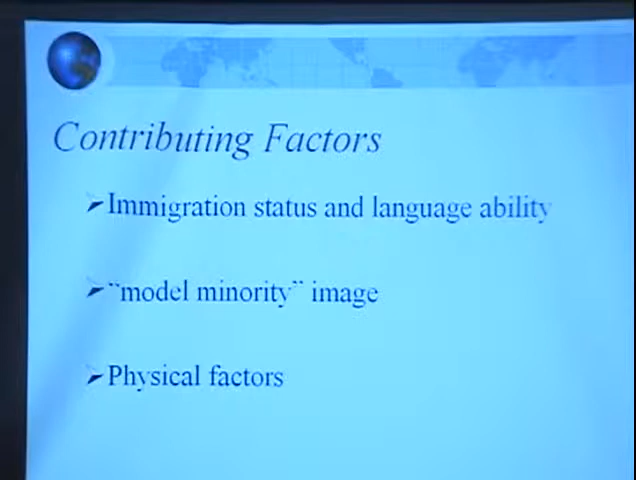 Contributing Factors
➢Immigration status and language ability
➢"model minority" image
➢Physical factors